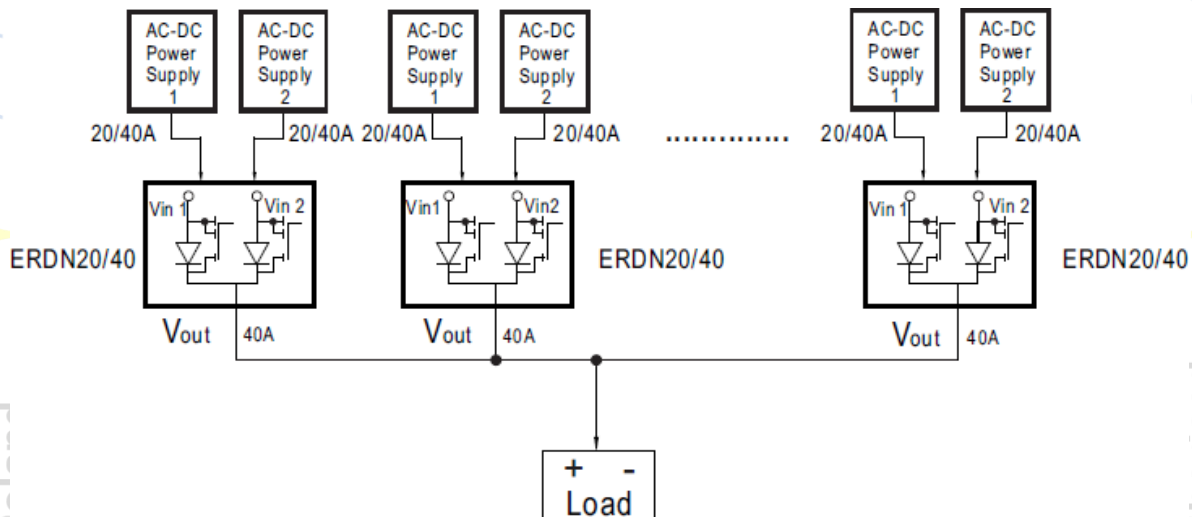 AC-DC
Power
Supply
1
AC-DC
Power
Supply
2
AC-DC
Power
Supply
1
AC-DC
Power
Supply
2
AC-DC
Power
Supply
1
AC-DC
Power
Supply
2
20/40A
20/40A
20/40A
20/40A
..............
20/40A
20/40A
Vin 1
Vin 2
Vin1
Vin2
Vin 1
Vin 2
ERDN20/40
ERDN20/40
ERDN20/40
Vout
40A
Vout
40A
Vout
40A
+ -
Load